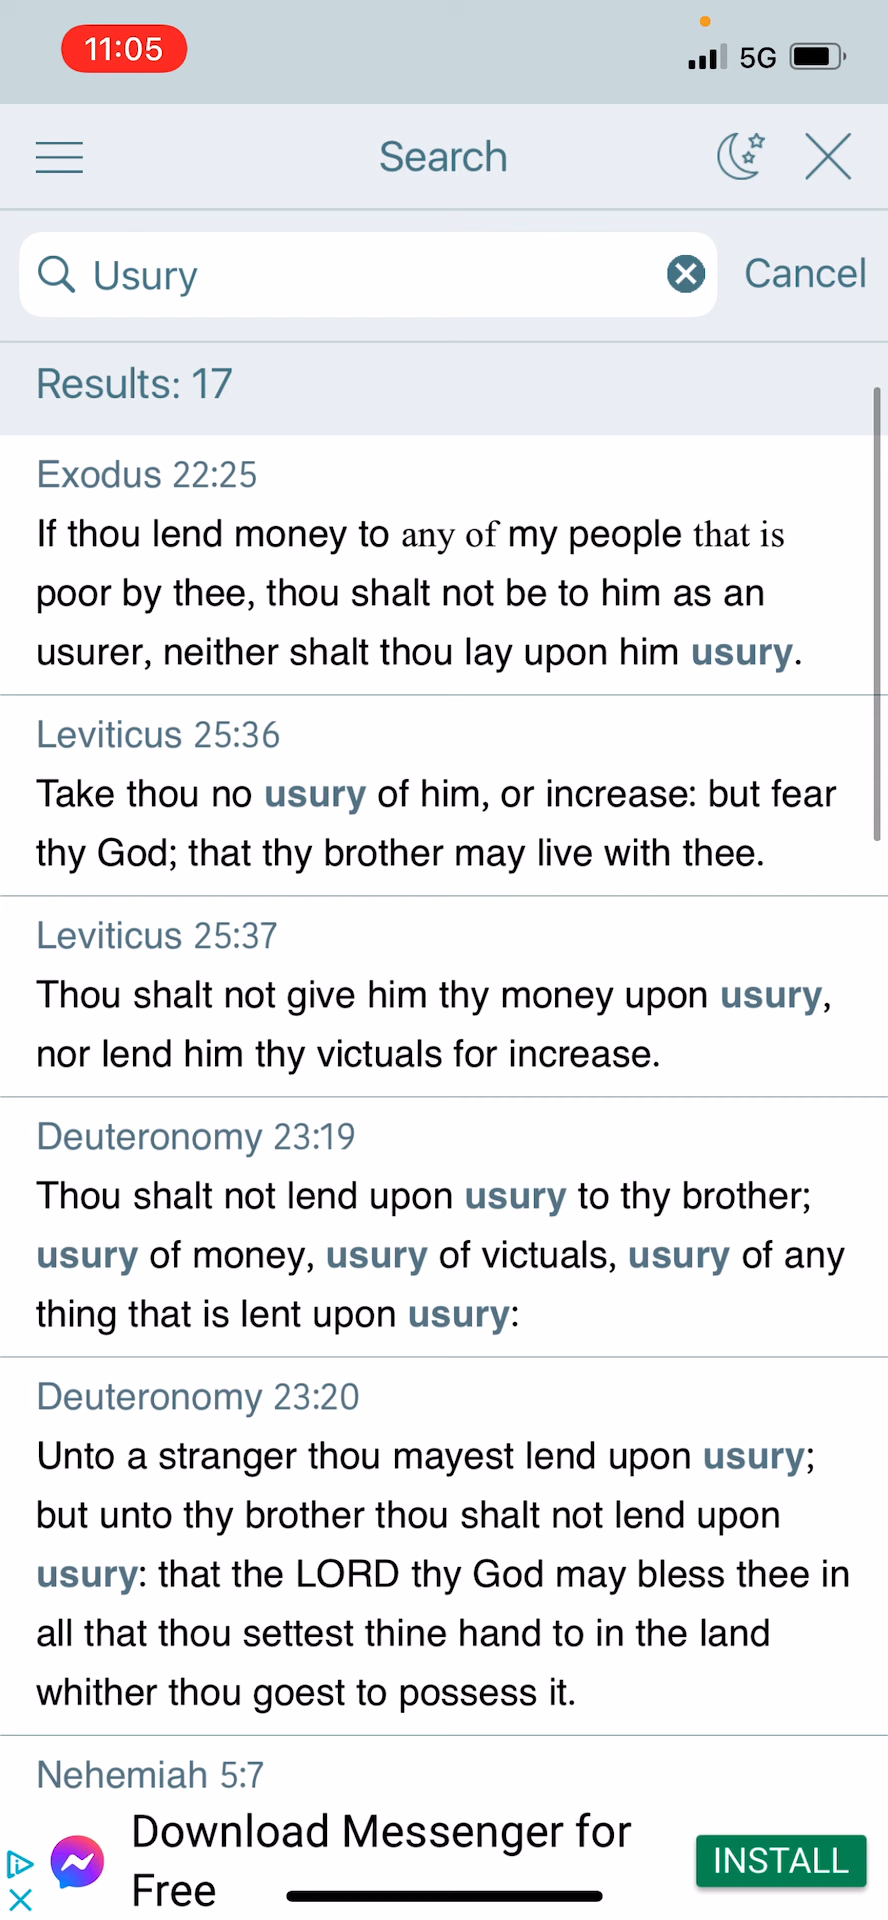 11:05
5G
Search
Usury
Cancel
Results: 17
Exodus 22:25
If thou lend money to any of my people that is
poor by thee, thou shalt not be to him as an
usurer, neither shalt thou lay upon him usury.
Leviticus 25:36
Take thou no usury of him, or increase: but fear
thy God; that thy brother may live with thee.
Leviticus 25:37
Thou shalt not give him thy money upon usury,
nor lend him thy victuals for increase.
Deuteronomy 23:19
Thou shalt not lend upon usury to thy brother;
usury of money, usury of victuals, usury of any
thing that is lent upon usury:
Deuteronomy 23:20
Unto a stranger thou mayest lend upon usury;
but unto thy brother thou shalt not lend upon
usury: that the LORD thy God may bless thee in
all that thou settest thine hand to in the land
whither thou goest to possess it.
Nehemiah 5:7
Download Messenger for
Free
INSTALL